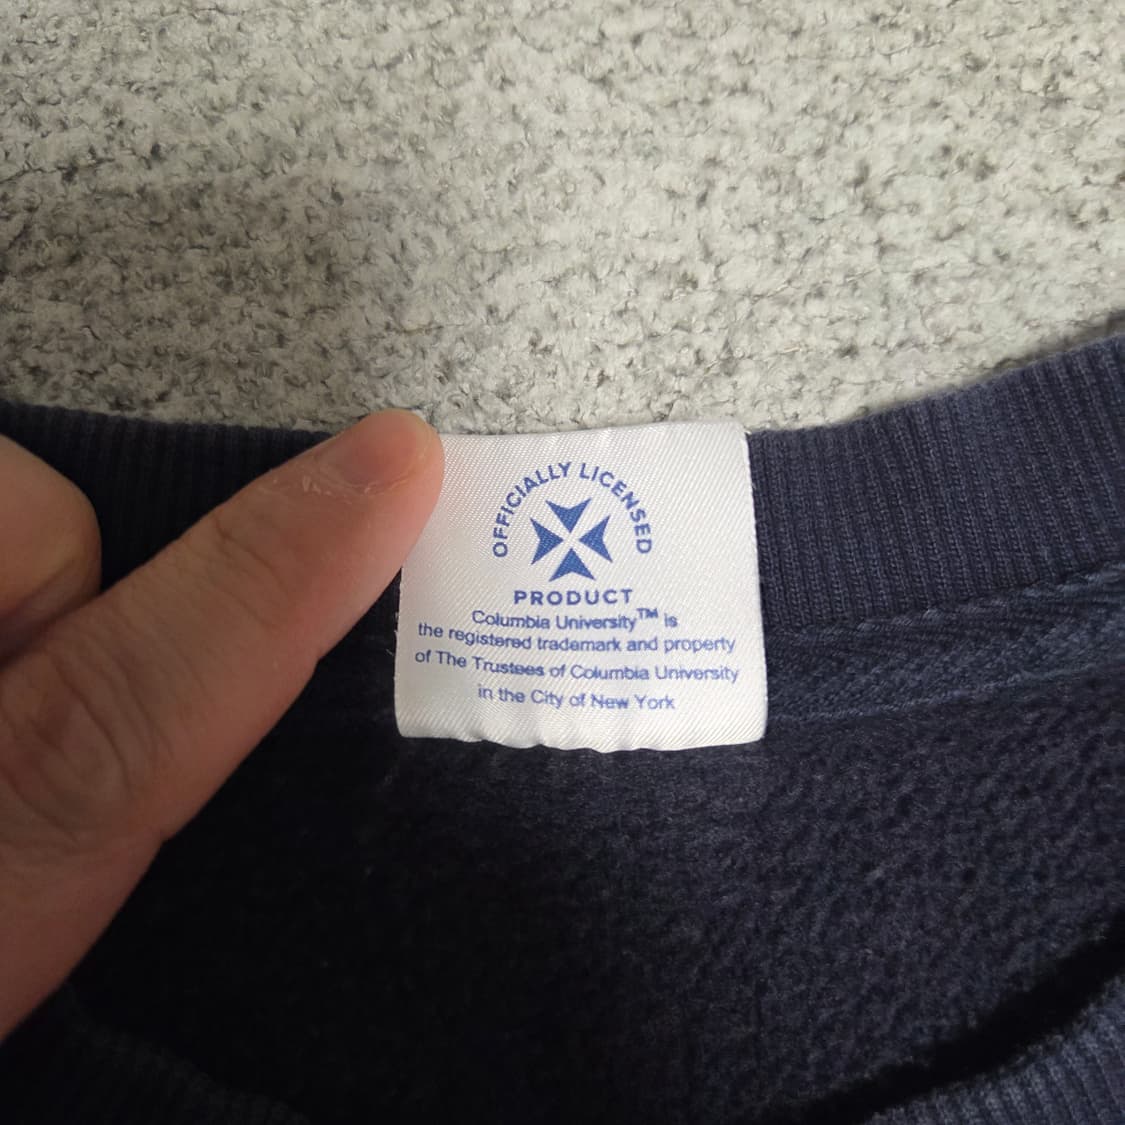 OFFICIALLY LICENSED
PRODUCT
Columbia University™ is
the registered trademark and property
of The Trustees of Columbia University
in the City of New York